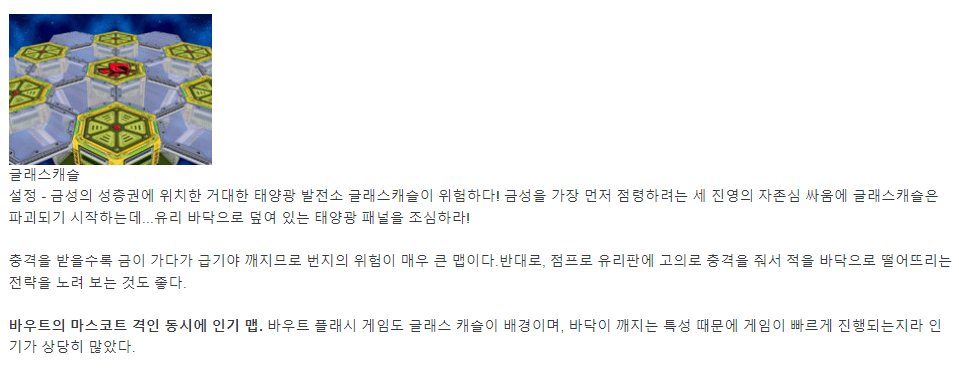 글래스캐슬
설정 - 금성의 성층권에 위치한 거대한 태양광 발전소 글래스캐슬이 위험하다! 금성을 가장 먼저 점령하려는 세 진영의 자존심 싸움에 글래스캐슬은
파괴되기 시작하는데...유리 바닥으로 덮여 있는 태양광 패널을 조심하라!
충격을 받을수록 금이 가다가 급기야 깨지므로 번지의 위험이 매우 큰 맵이다.반대로, 점프로 유리판에 고의로 충격을 줘서 적을 바닥으로 떨어뜨리는
전략을 노려 보는 것도 좋다.
바우트의 마스코트 격인 동시에 인기 맵. 바우트 플래시 게임도 글래스 캐슬이 배경이며, 바닥이 깨지는 특성 때문에 게임이 빠르게 진행되는지라 인
기가 상당히 많았다.